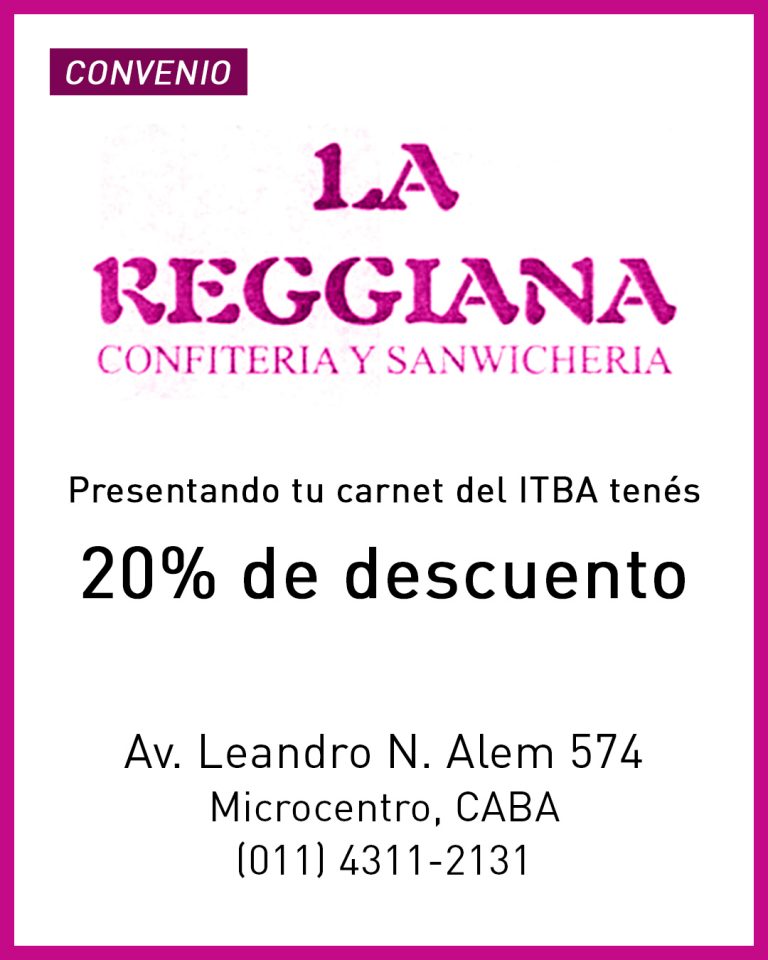 CONVENIO
LA
REGGIANA
CONFITERIA Y SANWICHERIA
Presentando tu carnet del ITBA tenés
20% de descuento
Av. Leandro N. Alem 574
Microcentro, CABA
(011) 4311-2131